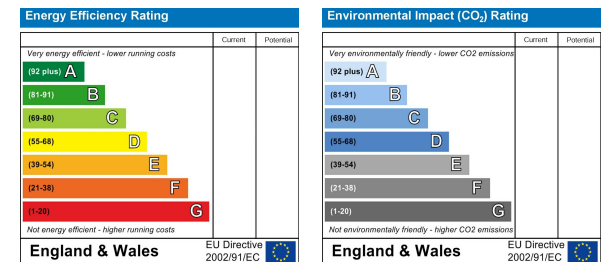 Energy Efficiency Rating
Current Potential
Very energy efficient - lower running costs
(92 plus) A
(81-91) B
(69-80) C
(55-68) D
(39-54) E
(21-38) F
(1-20) G
Not energy efficient - higher running costs
England & Wales
EU Directive
2002/91/EC
Environmental Impact (CO₂) Rating
Current Potential
Very environmentally friendly - lower CO2 emissions
(92 plus) A
(81-91) B
(69-80) C
(55-68) D
(39-54) E
(21-38) F
(1-20) G
Not environmentally friendly - higher CO2 emissions
England & Wales
EU Directive
2002/91/EC